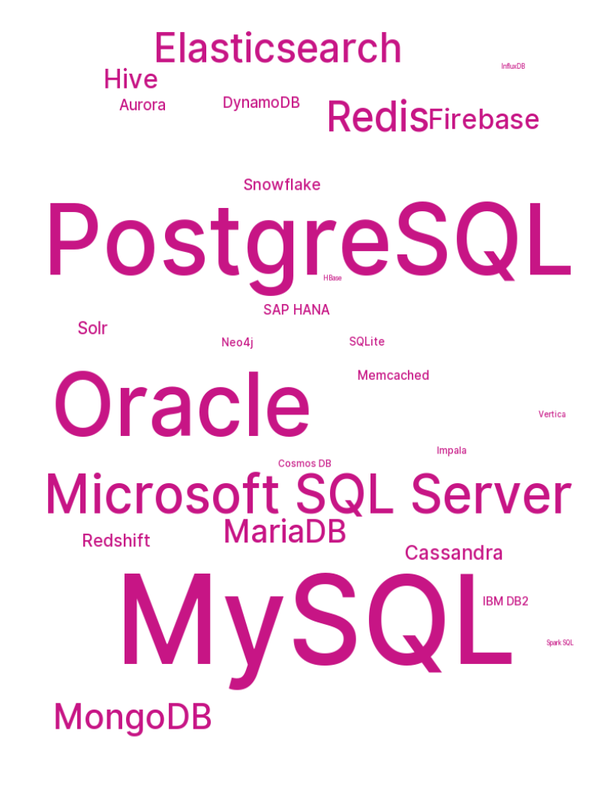 Elasticsearch
InfluxDB
Hive
Aurora
DynamoDB
Redis
Firebase
Snowflake
PostgreSQL
HBase
SAP HANA
Solr
Neo4j
SQLite
Memcached
Oracle
Vertica
Impala
Cosmos DB
Microsoft SQL Server
MariaDB
Redshift
Cassandra
MySQL
IBM DB2
Spark SQL
MongoDB